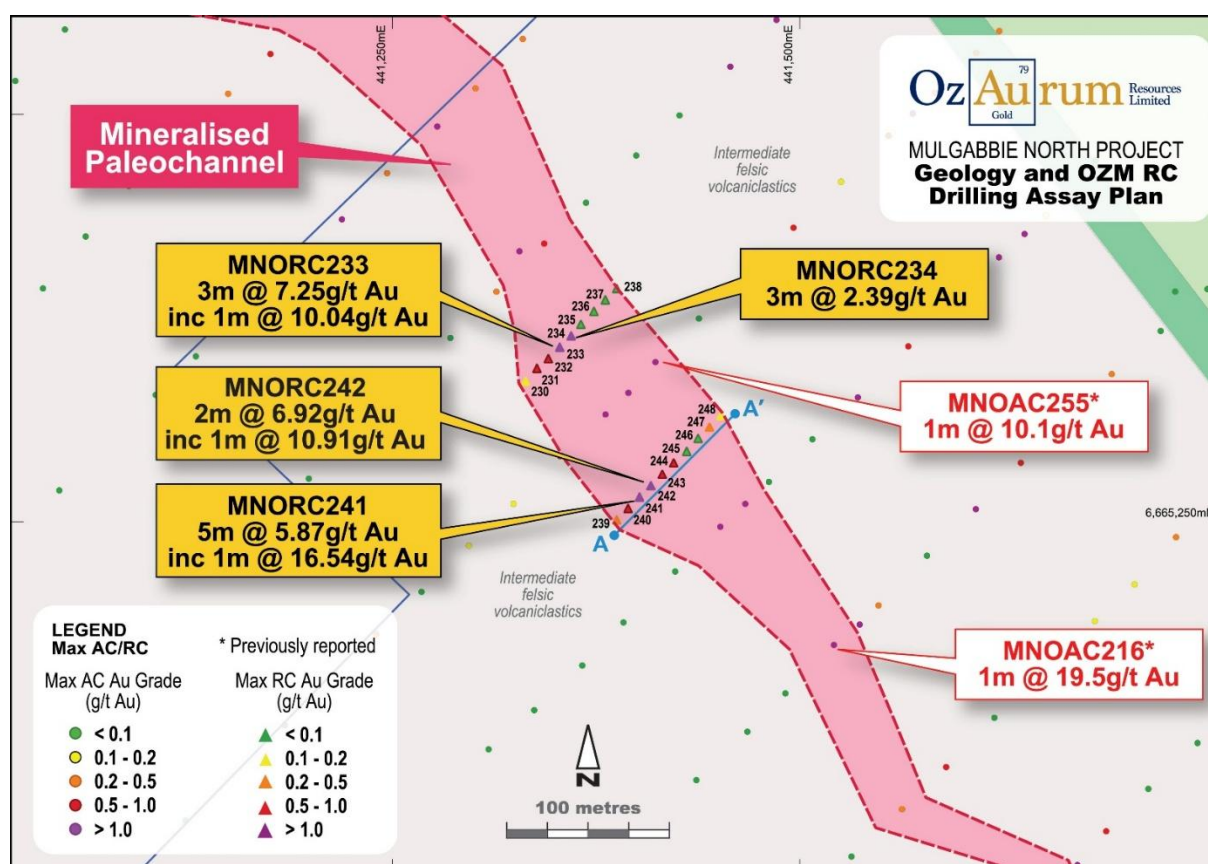 441,250mE
441,500mE
79
OzAurum Resources
Limited
Gold
MULGABBIE NORTH PROJECT
Geology and OZM RC
Drilling Assay Plan
Mineralised
Paleochannel
Intermediate
felsic
volcaniclastics
MNORC233
3m @ 7.25g/t Au
inc 1m @ 10.04g/t Au
MNORC234
3m @ 2.39g/t Au
238
237
236
235
234
233
232
231
230
MNORC242
2m @ 6.92g/t Au
inc 1m @ 10.91g/t Au
MNOAC255*
1m @ 10.1g/t Au
A'
248
247
246
245
244
243
242
241
240
239
A
MNORC241
5m @ 5.87g/t Au
inc 1m @ 16.54g/t Au
6,665,250m
Intermediate
felsic
volcaniclastics
MNOAC216*
1m @ 19.5g/t Au
LEGEND
Max AC/RC
* Previously reported
Max AC Au Grade
(g/t Au)
< 0.1
0.1 - 0.2
0.2 - 0.5
0.5 - 1.0
> 1.0
Max RC Au Grade
(g/t Au)
< 0.1
0.1 - 0.2
0.2 - 0.5
0.5 - 1.0
> 1.0
N
100 metres